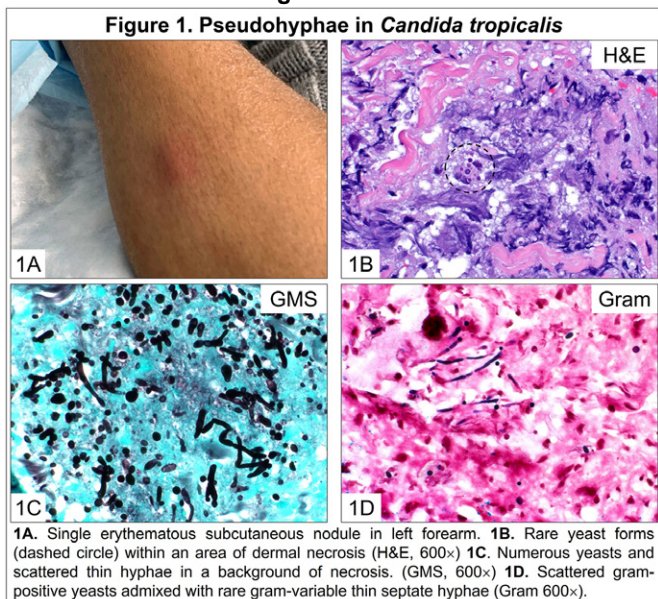 Figure 1. Pseudohyphae in Candida tropicalis
H&E
1A
1B
GMS
Gram
1C
1D
1A. Single erythematous subcutaneous nodule in left forearm. 1B. Rare yeast forms
(dashed circle) within an area of dermal necrosis (H&E, 600×) 1C. Numerous yeasts and
scattered thin hyphae in a background of necrosis. (GMS, 600×) 1D. Scattered gram-
positive yeasts admixed with rare gram-variable thin septate hyphae (Gram 600×).